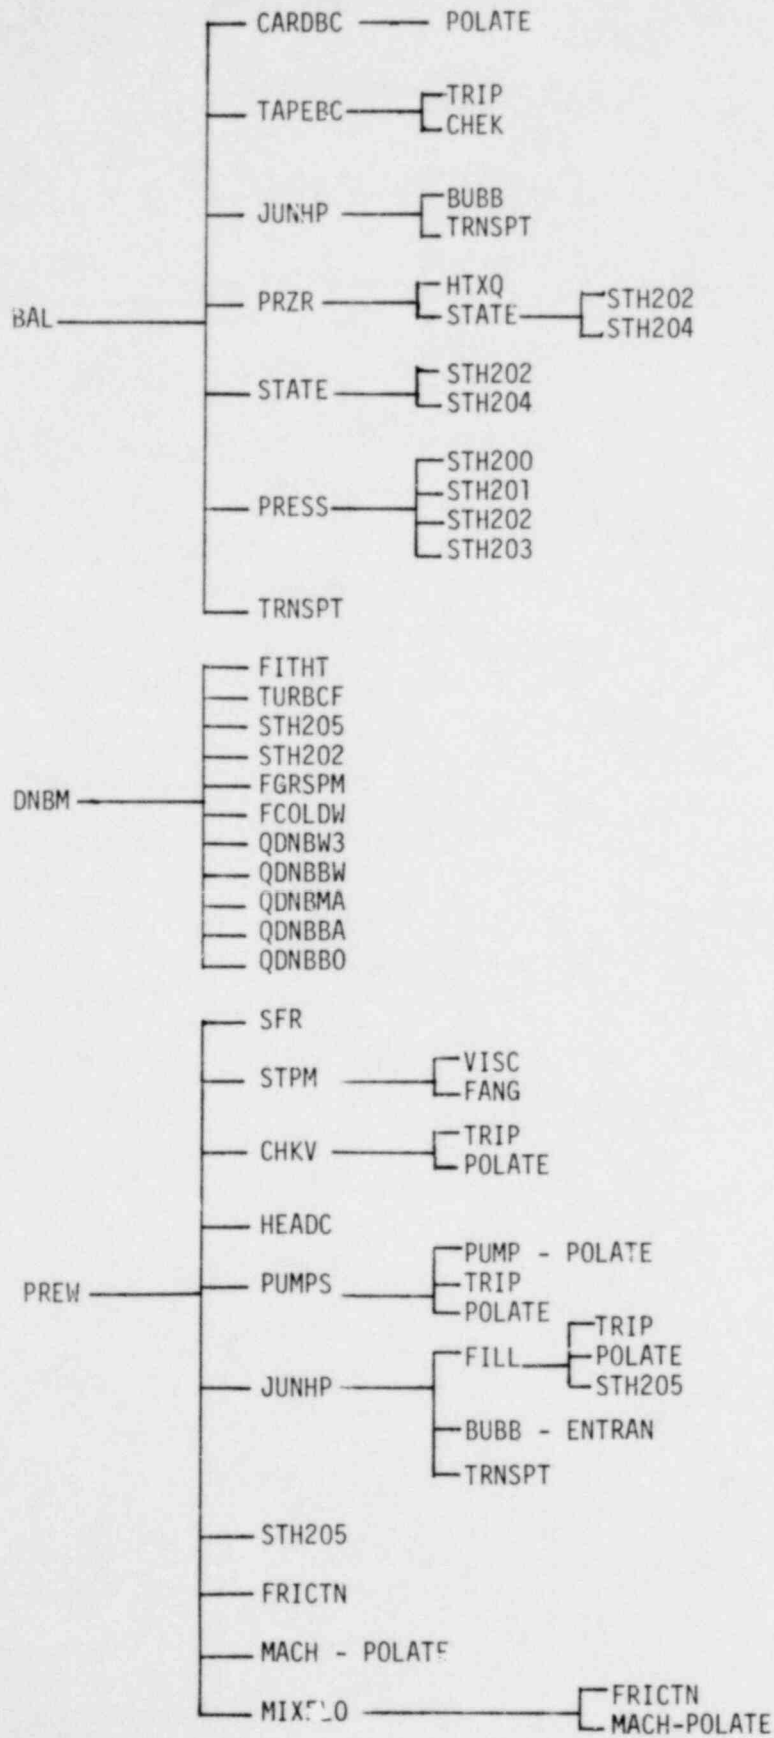 CARDBC POLATE
TRIP
TAPEBC
CHEK
BUBB
JUNHP
TRNSPT
HTXQ
PRZR
STATE
STH202
STH204
BAL
STH202
STATE
STH204
STH200
STH201
PRESS
STH202
STH203
TRNSPT
FITHT
TURBCF
STH205
STH202
FGRSPM
DNBM
FCOLDW
QDNBW3
QDNBBW
QDNBMA
QDNBBA
QDNBBO
SFR
VISC
STPM
FANG
TRIP
CHKV
POLATE
HEADC
PUMP - POLATE
PREW
PUMPS
TRIP
POLATE
FILL
TRIP
POLATE
STH205
JUNHP
BUBB - ENTRAN
TRNSPT
STH205
FRICTN
MACH - POLATE
MIXFLO
FRICTN
MACH-POLATE